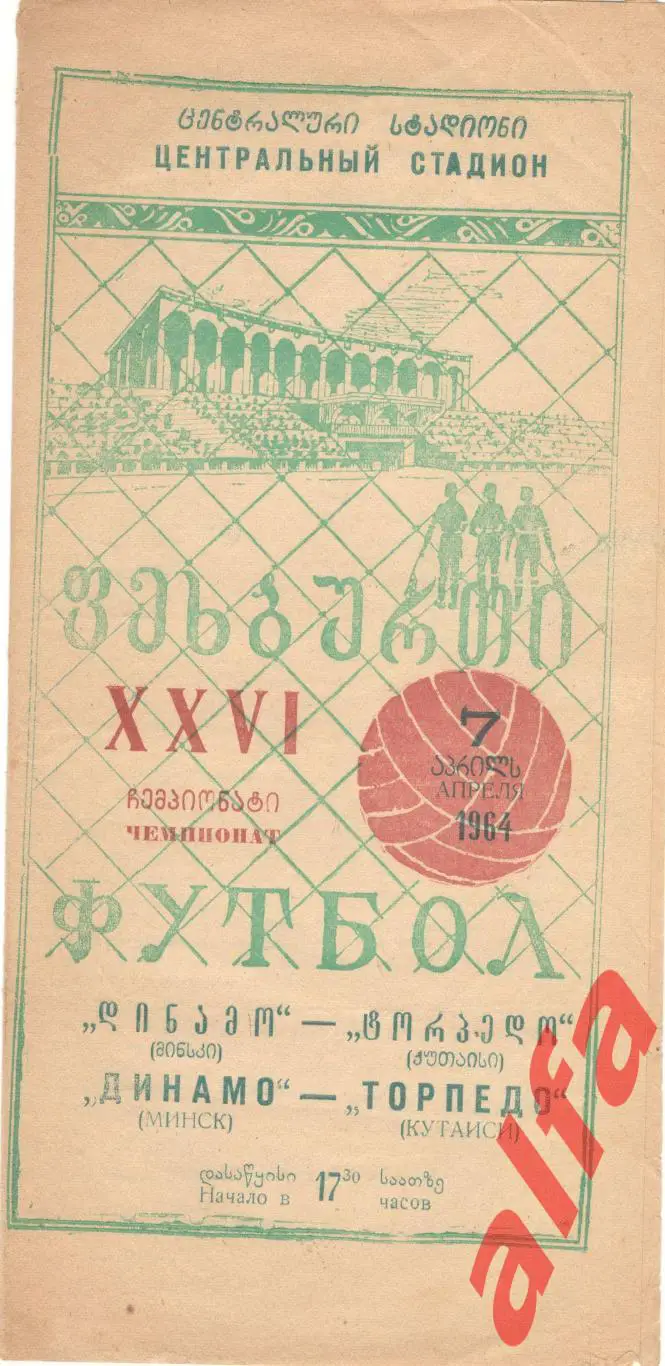 ცენტრალური სტადიონი
ЦЕНТРАЛЬНЫЙ СТАДИОН
ფეხბურთი
XXVI
ჩემპიონატი
ЧЕМПИОНАТ
7
აპრილს
АПРЕЛЯ
1964
ФУТБОЛ
„დინამო“ — „ტორპედო“
(მინსკი) (ქუთაისი)
„ДИНАМО“ — „ТОРПЕДО“
(МИНСК) (КУТАИСИ)
დასაწყისი 17³⁰ საათზე
Начало в часов
alfa